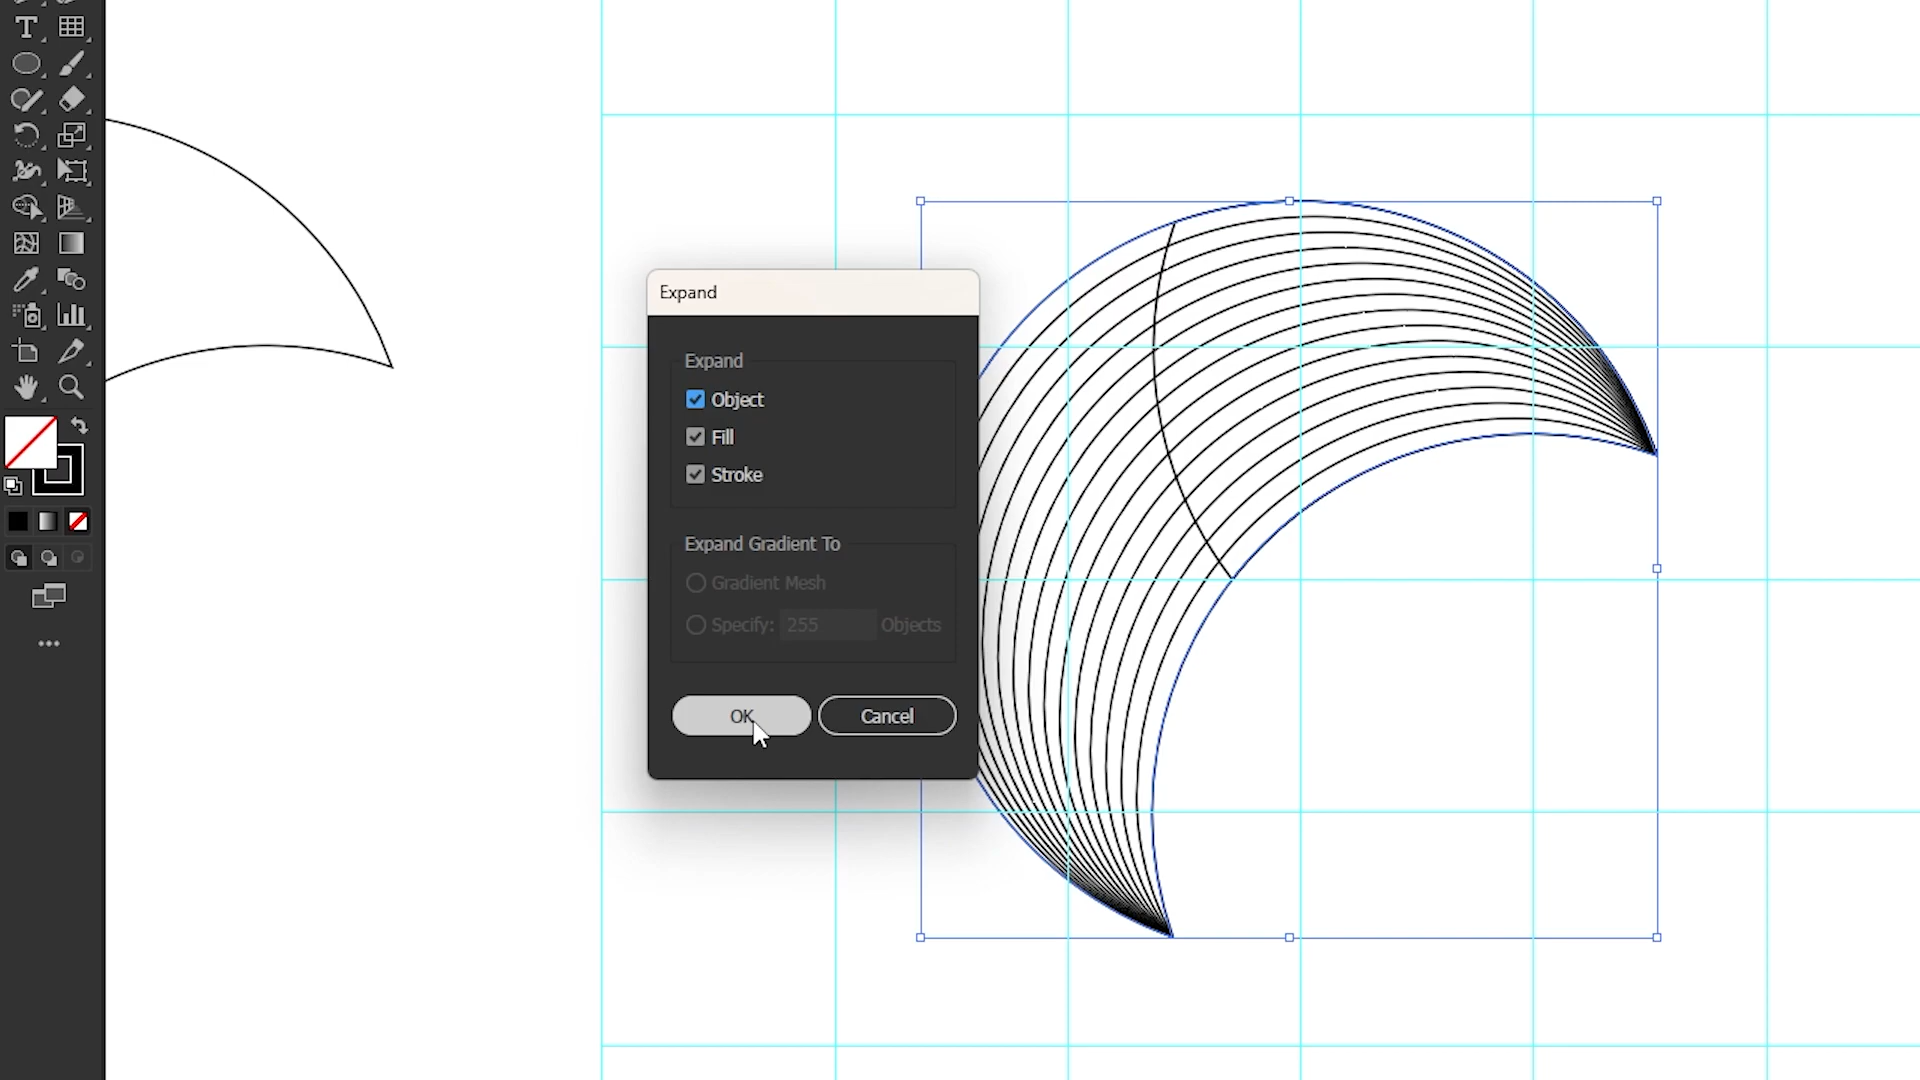 Expand
Expand
Object
Fill
Stroke
Expand Gradient To
Gradient Mesh
Specify: 255 Objects
OK Cancel